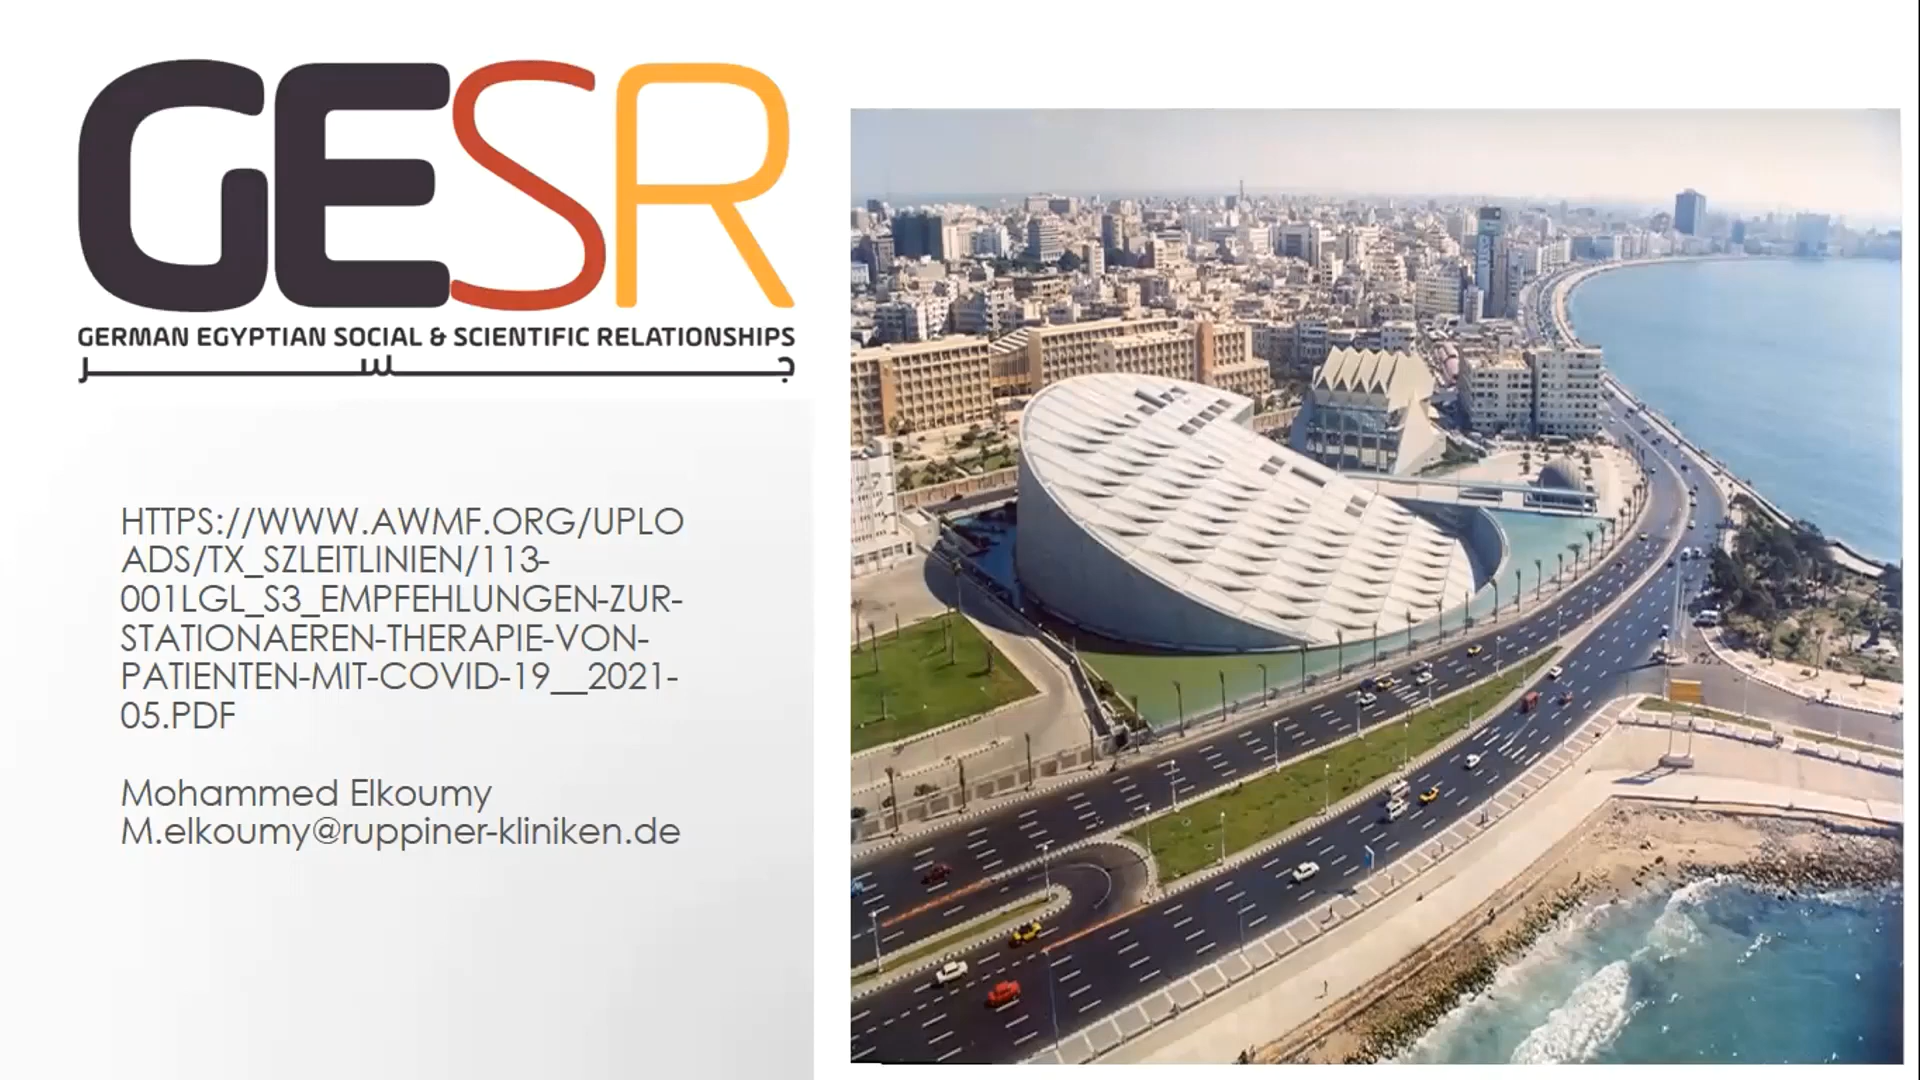 GESR
GERMAN EGYPTIAN SOCIAL & SCIENTIFIC RELATIONSHIPS
جسر
HTTPS://WWW.AWMF.ORG/UPLO
ADS/TX_SZLEITLINIEN/113-
001LGL_S3_EMPFEHLUNGEN-ZUR-
STATIONAEREN-THERAPIE-VON-
PATIENTEN-MIT-COVID-19__2021-
05.PDF
Mohammed Elkoumy
M.elkoumy@ruppiner-kliniken.de